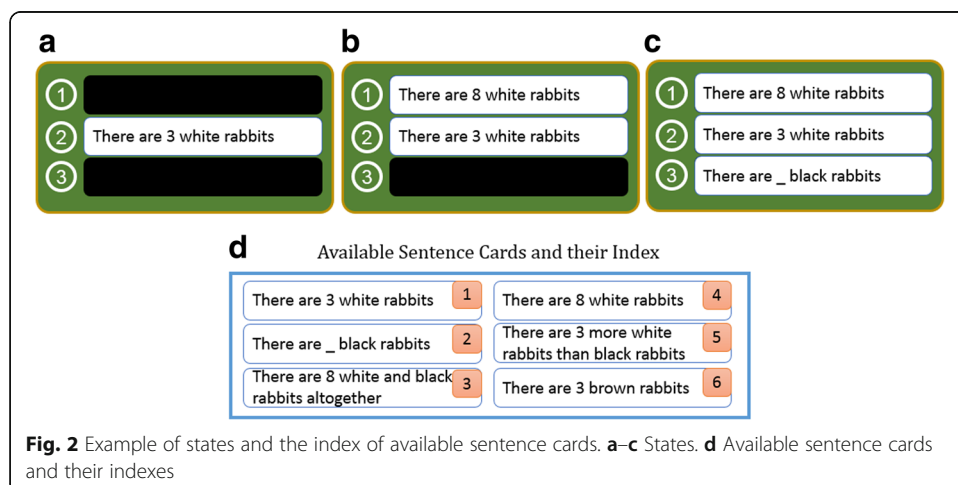 a
b
c
1
There are 3 white rabbits
2
3
1 There are 8 white rabbits
2 There are 3 white rabbits
3
1 There are 8 white rabbits
2 There are 3 white rabbits
3 There are _ black rabbits
d Available Sentence Cards and their Index
There are 3 white rabbits 1
There are 8 white rabbits 4
There are _ black rabbits 2
There are 3 more white
rabbits than black rabbits 5
There are 8 white and black
rabbits altogether 3
There are 3 brown rabbits 6
Fig. 2 Example of states and the index of available sentence cards. a–c States. d Available sentence cards
and their indexes